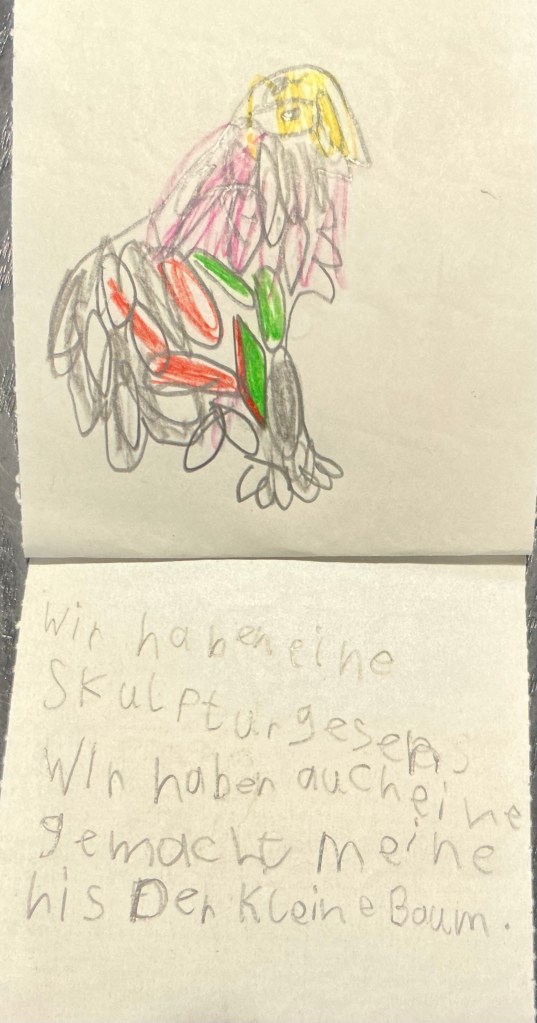 Wir haben eine
Skulptur gesehen
Wir haben auch eine
gemacht meine
his Der Kleine Baum.